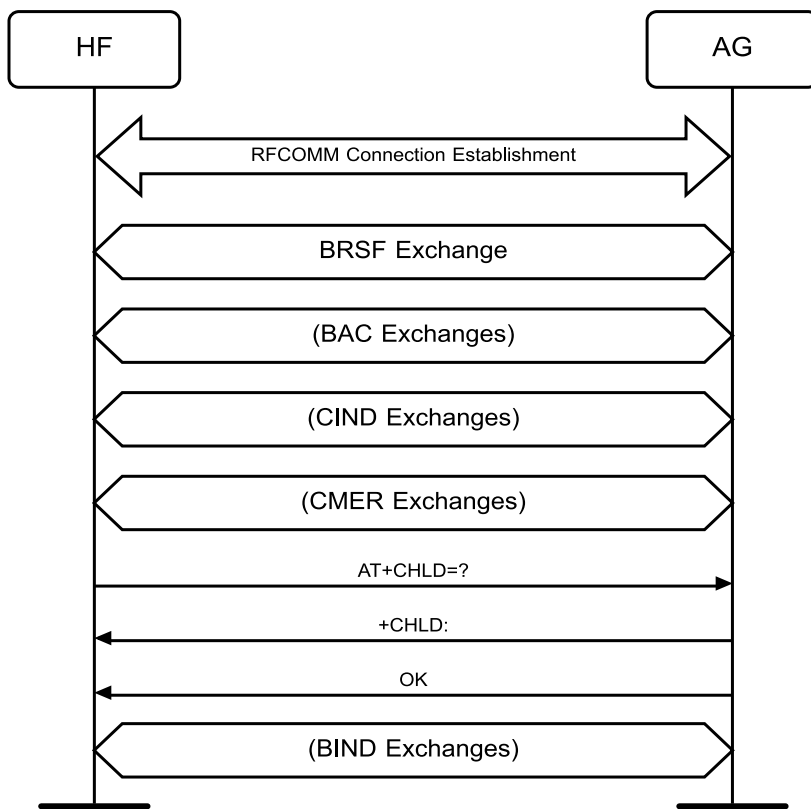 HF
AG
RFCOMM Connection Establishment
BRSF Exchange
(BAC Exchanges)
(CIND Exchanges)
(CMER Exchanges)
AT+CHLD=?
+CHLD:
OK
(BIND Exchanges)